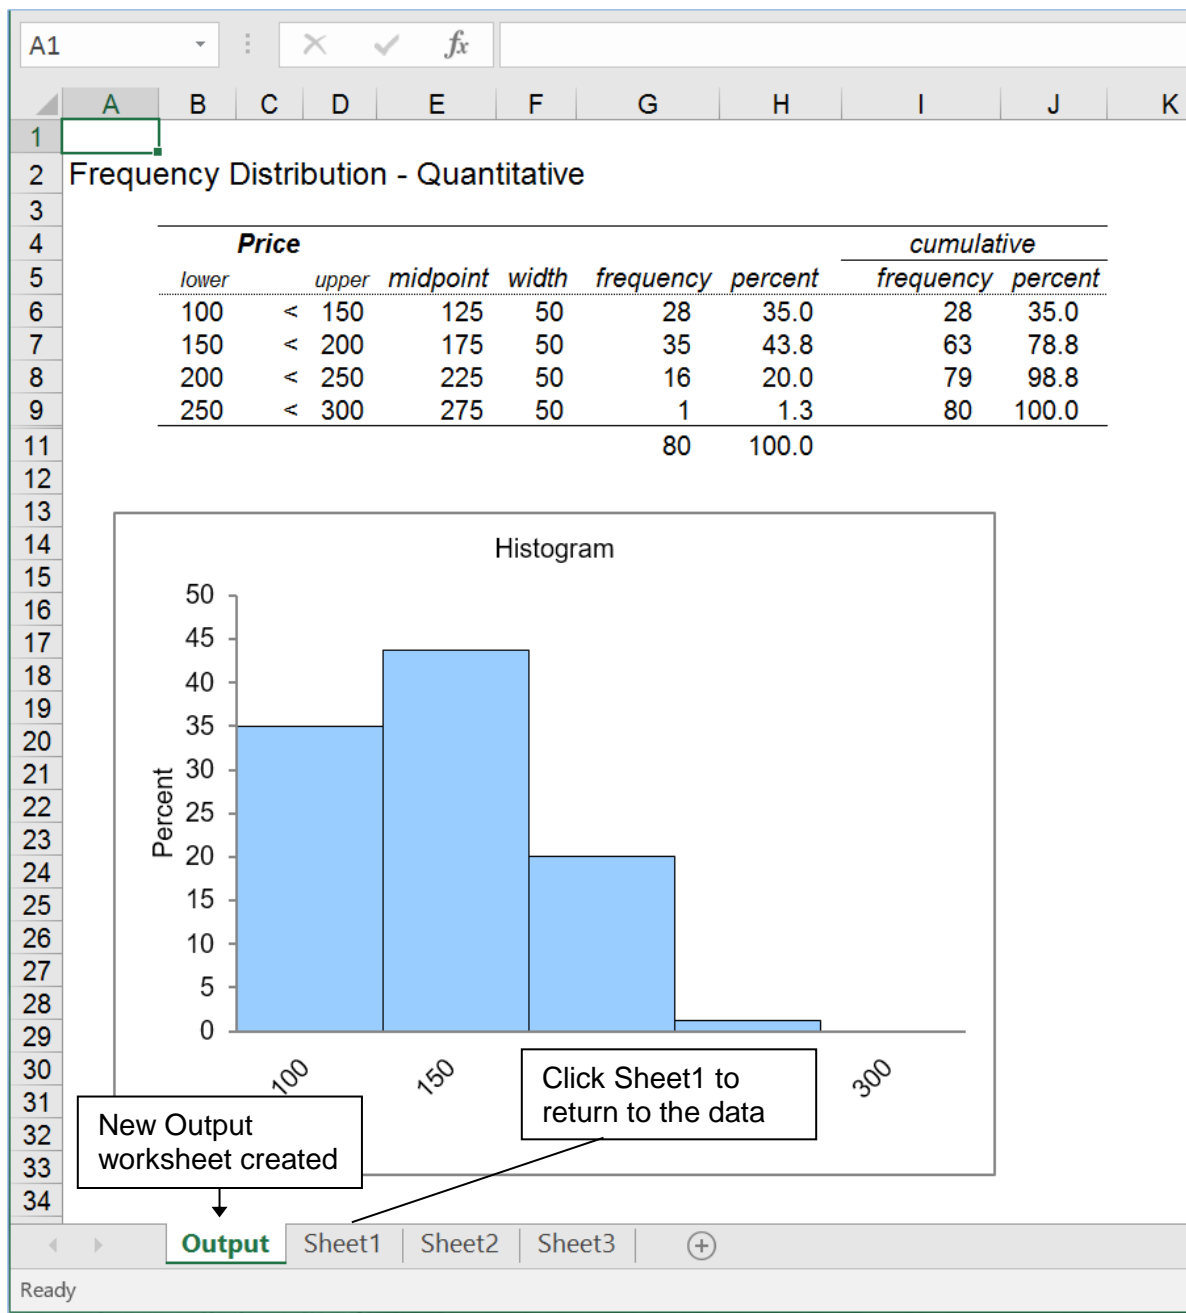 A1
fx
A B C D E F G H I J K
1
2 Frequency Distribution - Quantitative
3
4 Price cumulative
5 lower upper midpoint width frequency percent frequency percent
6 100 < 150 125 50 28 35.0 28 35.0
7 150 < 200 175 50 35 43.8 63 78.8
8 200 < 250 225 50 16 20.0 79 98.8
9 250 < 300 275 50 1 1.3 80 100.0
11 80 100.0
12
13
14 Histogram
15
16 50
17 45
18 40
19
20 35
21 30
22 Percent
23 25
24 20
25 15
26 10
27
28 5
29 0
30 100 150 300
Click Sheet1 to
31 return to the data
32 New Output
33 worksheet created
34
Output Sheet1 Sheet2 Sheet3
Ready